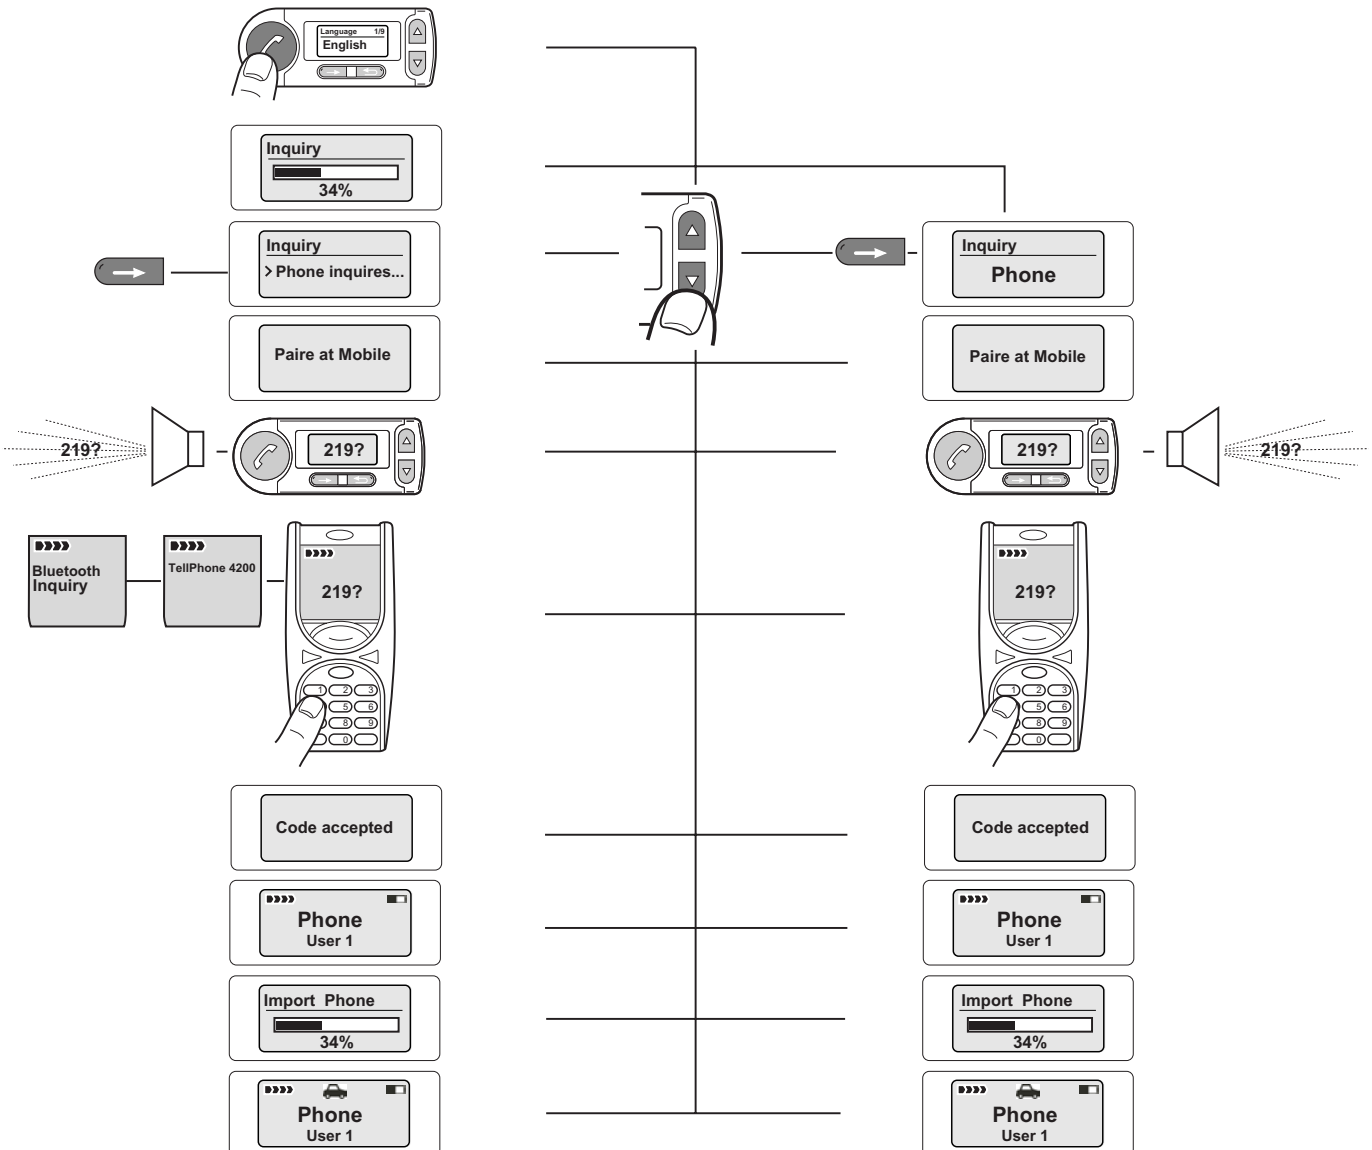 Language 1/9
English
Inquiry
34%
Inquiry
> Phone inquires...
Inquiry
Phone
Paire at Mobile
Paire at Mobile
219?
219?
219?
219?
Bluetooth
Inquiry
TellPhone 4200
219?
1 2 3
5 6
8 9
0
219?
1 2 3
5 6
8 9
0
Code accepted
Code accepted
Phone
User 1
Phone
User 1
Import Phone
34%
Import Phone
34%
Phone
User 1
Phone
User 1